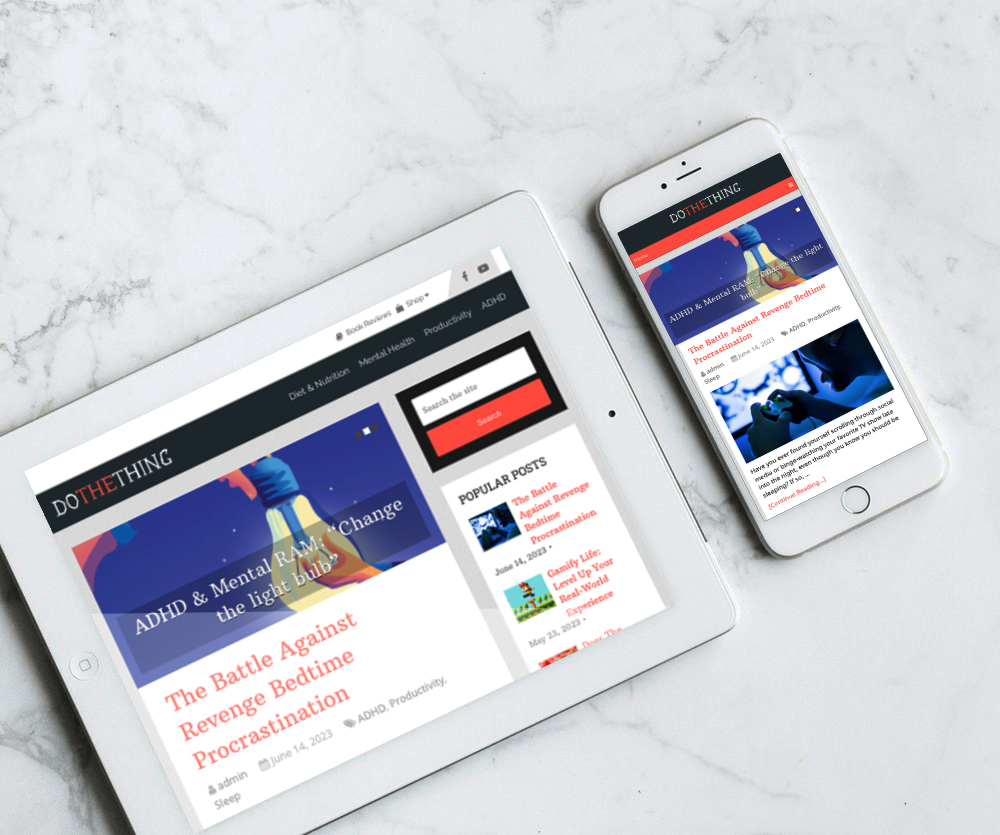 Book Reviews
Shop
Diet & Nutrition
Mental Health
Productivity
ADHD
DOTHETHING
ADHD & Mental RAM: “Change
the light bulb”
The Battle Against
Revenge Bedtime
Procrastination
admin
June 14, 2023
ADHD, Productivity,
Sleep
Search the site
Search
POPULAR POSTS
The Battle
Against Revenge
Bedtime
Procrastination
June 14, 2023 •
Gamify Life:
Level Up Your
Real-World
Experience
May 23, 2023 •
Does The
DOTHETHING
Menu
ADHD & Mental RAM: “Change the light
bulb”
The Battle Against Revenge Bedtime
Procrastination
admin
June 14, 2023
ADHD, Productivity,
Sleep
Have you ever found yourself scrolling through social
media or binge-watching your favorite TV show late
into the night, even though you know you should be
sleeping? If so, ...
[Continue Reading...]